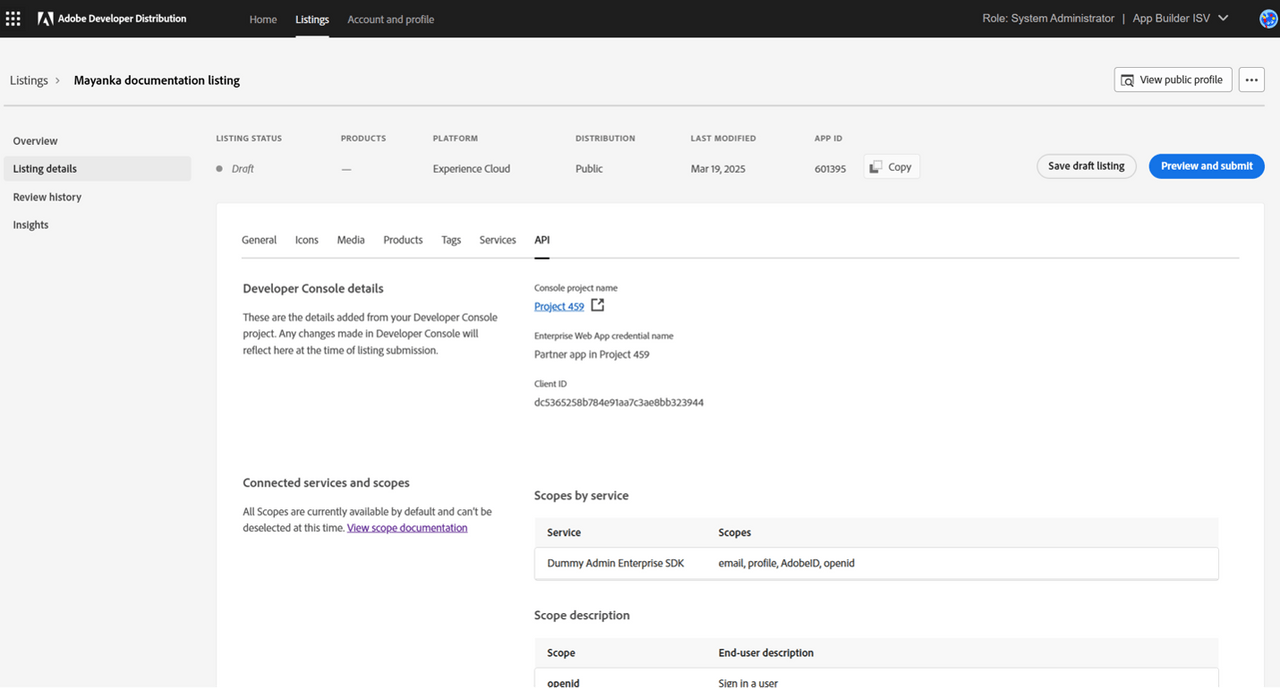 Adobe Developer Distribution Home Listings Account and profile Role: System Administrator | App Builder ISV
Listings > Mayanka documentation listing View public profile ...
Overview
Listing details
Review history
Insights
LISTING STATUS PRODUCTS PLATFORM DISTRIBUTION LAST MODIFIED APP ID
Draft — Experience Cloud Public Mar 19, 2025 601395 Copy Save draft listing Preview and submit
General Icons Media Products Tags Services API
Developer Console details
These are the details added from your Developer Console
project. Any changes made in Developer Console will
reflect here at the time of listing submission.
Console project name
Project 459
Enterprise Web App credential name
Partner app in Project 459
Client ID
dc5365258b784e91aa7c3ae8bb323944
Connected services and scopes
All Scopes are currently available by default and can't be
deselected at this time. View scope documentation
Scopes by service
Service Scopes
Dummy Admin Enterprise SDK email, profile, AdobeID, openid
Scope description
Scope End-user description
openid Sign in a user